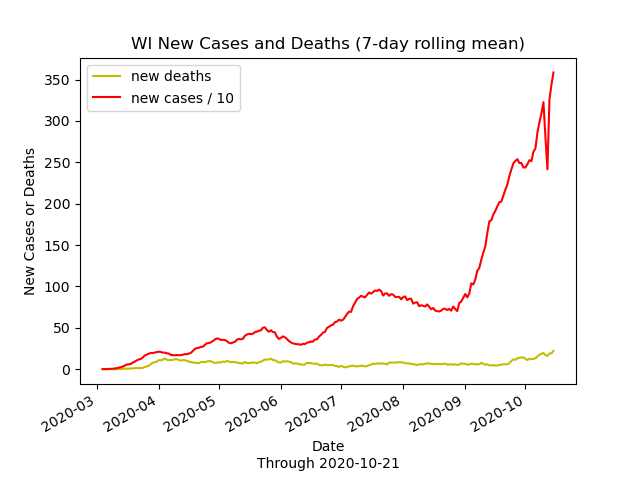 WI New Cases and Deaths (7-day rolling mean)
new deaths
new cases / 10
New Cases or Deaths
350
300
250
200
150
100
50
0
2020-03
2020-04
2020-05
2020-06
2020-07
2020-08
2020-09
2020-10
Date
Through 2020-10-21